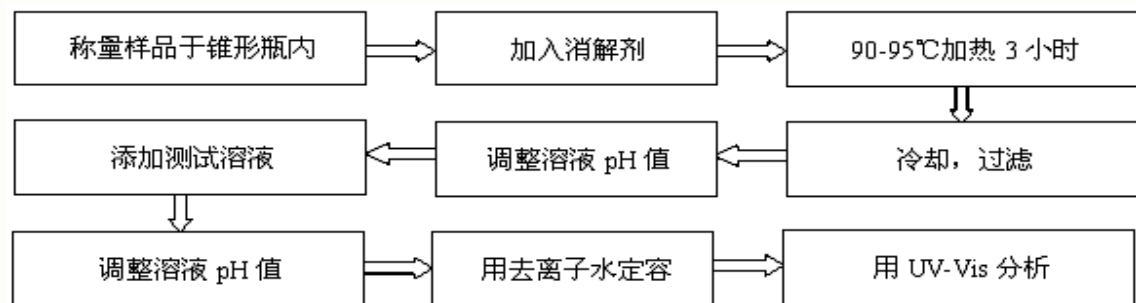 称量样品于锥形瓶内
加入消解剂
90-95℃加热 3 小时
冷却，过滤
调整溶液 pH 值
添加测试溶液
调整溶液 pH 值
用去离子水定容
用 UV-Vis 分析